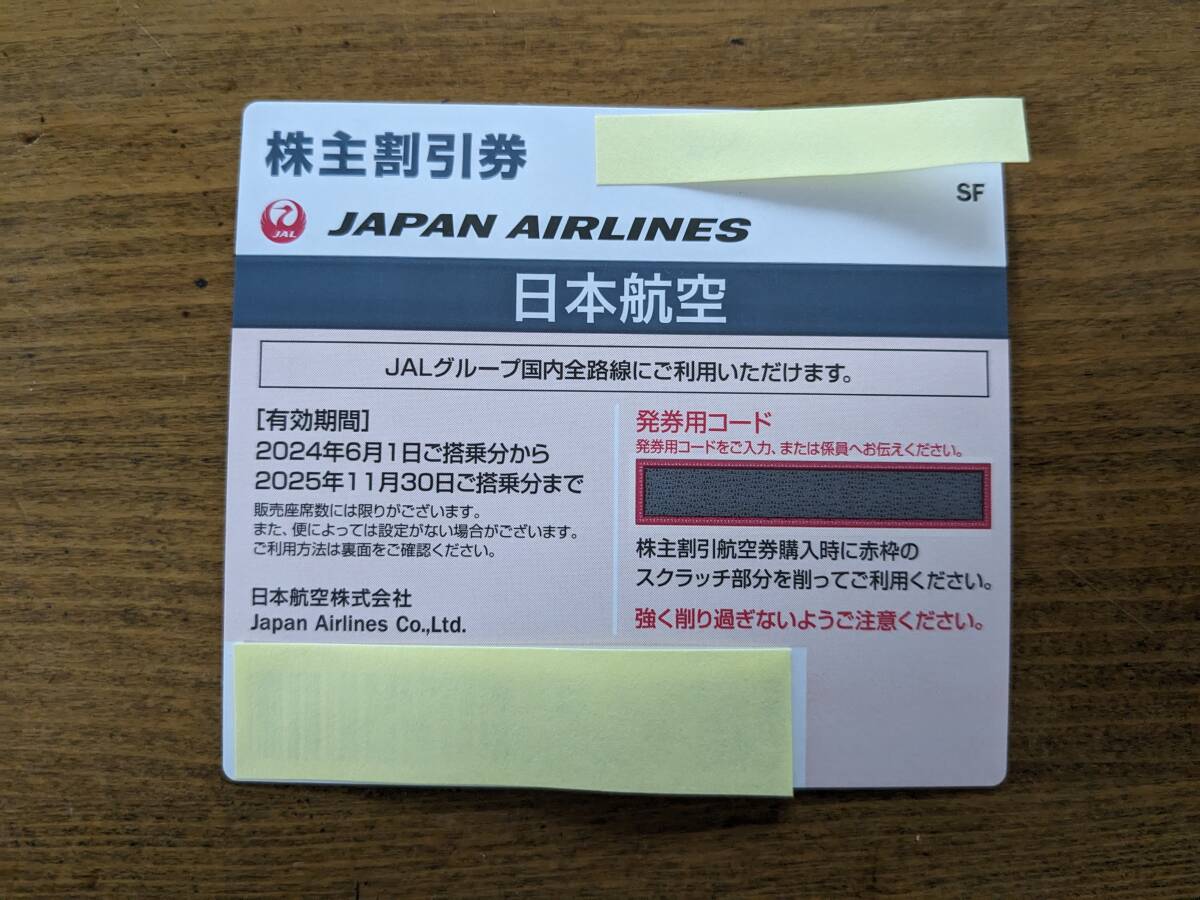 株主割引券
SF
JAL
JAPAN AIRLINES
日本航空
JALグループ国内全路線にご利用いただけます。
[有効期間]
2024年6月1日ご搭乗分から
2025年11月30日ご搭乗分まで
販売座席数には限りがございます。
また、便によっては設定がない場合がございます。
ご利用方法は裏面をご確認ください。
日本航空株式会社
Japan Airlines Co.,Ltd.
発券用コード
発券用コードをご入力、または係員へお伝えください。
株主割引航空券購入時に赤枠の
スクラッチ部分を削ってご利用ください。
強く削り過ぎないようご注意ください。